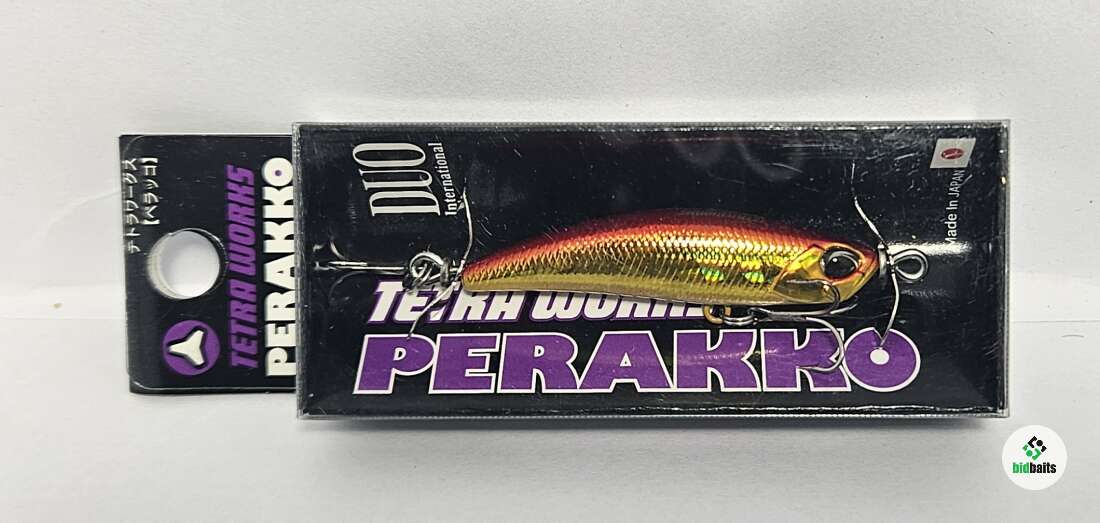 テトラワークス
【ペラッコ】
TETRA WORKS
PERAKKO
DUO
International
Made In JAPAN
TETRA WORKS
PERAKKO
bidbaits